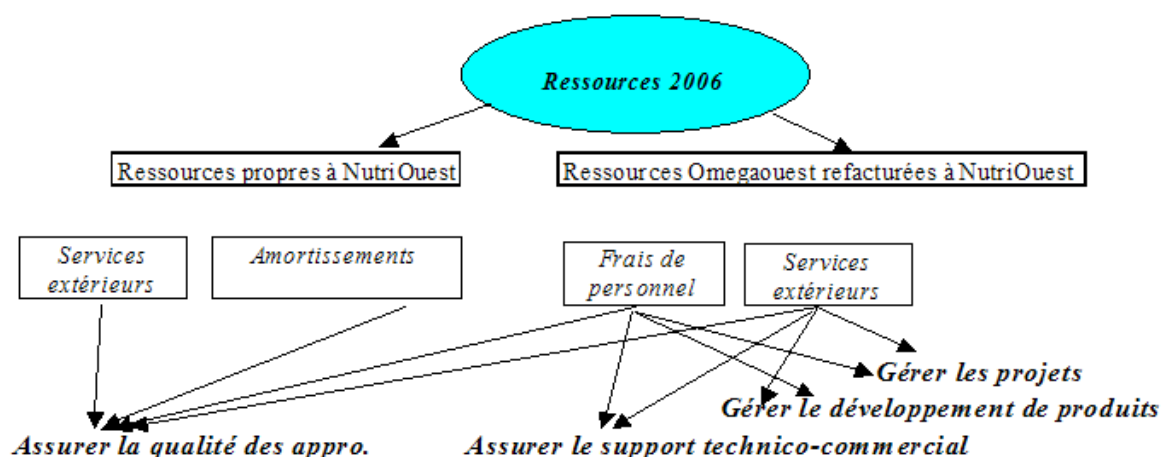 Ressources 2006
Ressources propres à NutriOuest
Ressources Omegaouest refacturées à NutriOuest
Services
extérieurs
Amortissements
Frais de
personnel
Services
extérieurs
Gérer les projets
Gérer le développement de produits
Assurer la qualité des appro.
Assurer le support technico-commercial